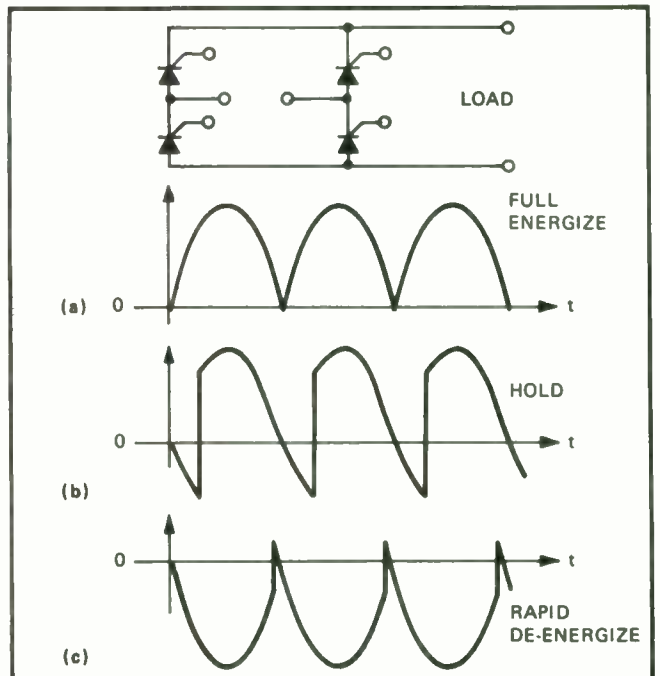 LOAD
FULL
ENERGIZE
(a) 0 t
HOLD
0 t
(b)
0 t
RAPID
DE-ENERGIZE
(c)